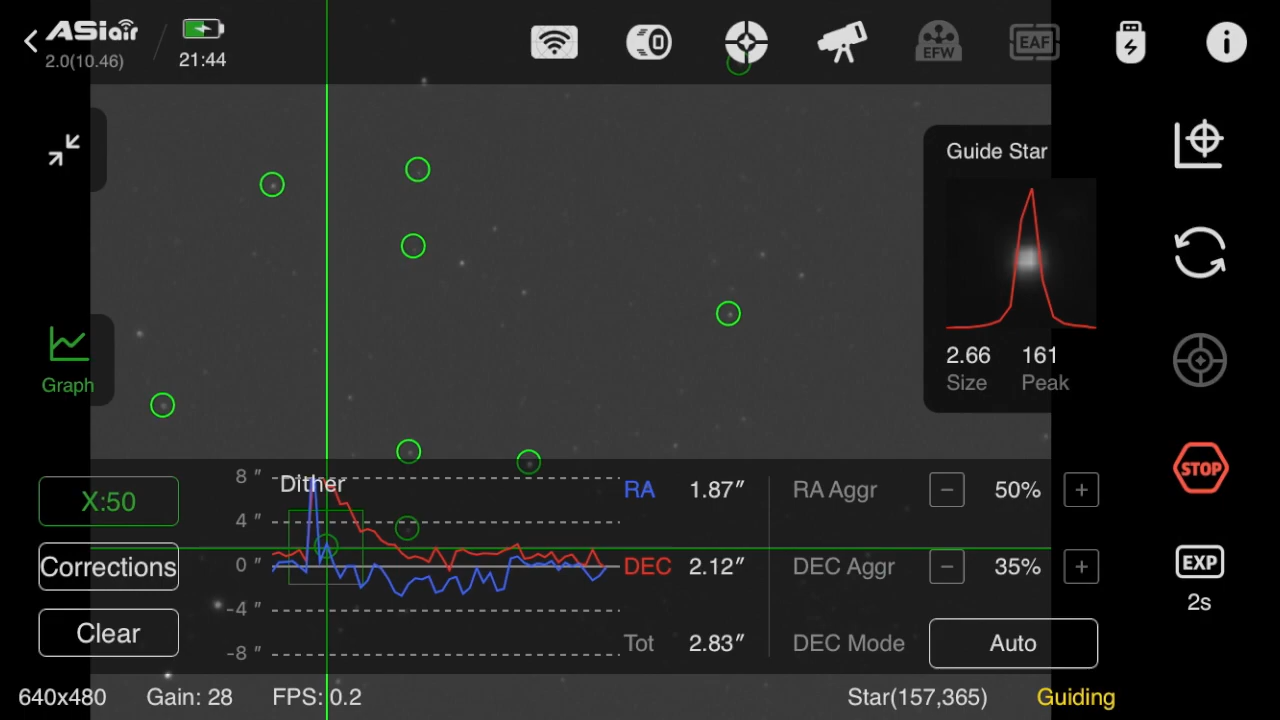 ASiair
2.0(10.46)
21:44
EFW
EAF
Guide Star
2.66 161
Size Peak
Graph
STOP
EXP
2s
X:50
Corrections
Clear
8 ″
4 ″
0 ″
-4 ″
-8 ″
Dither
RA 1.87″
DEC 2.12″
Tot 2.83″
RA Aggr − 50% +
DEC Aggr − 35% +
DEC Mode Auto
640x480 Gain: 28 FPS: 0.2 Star(157,365) Guiding